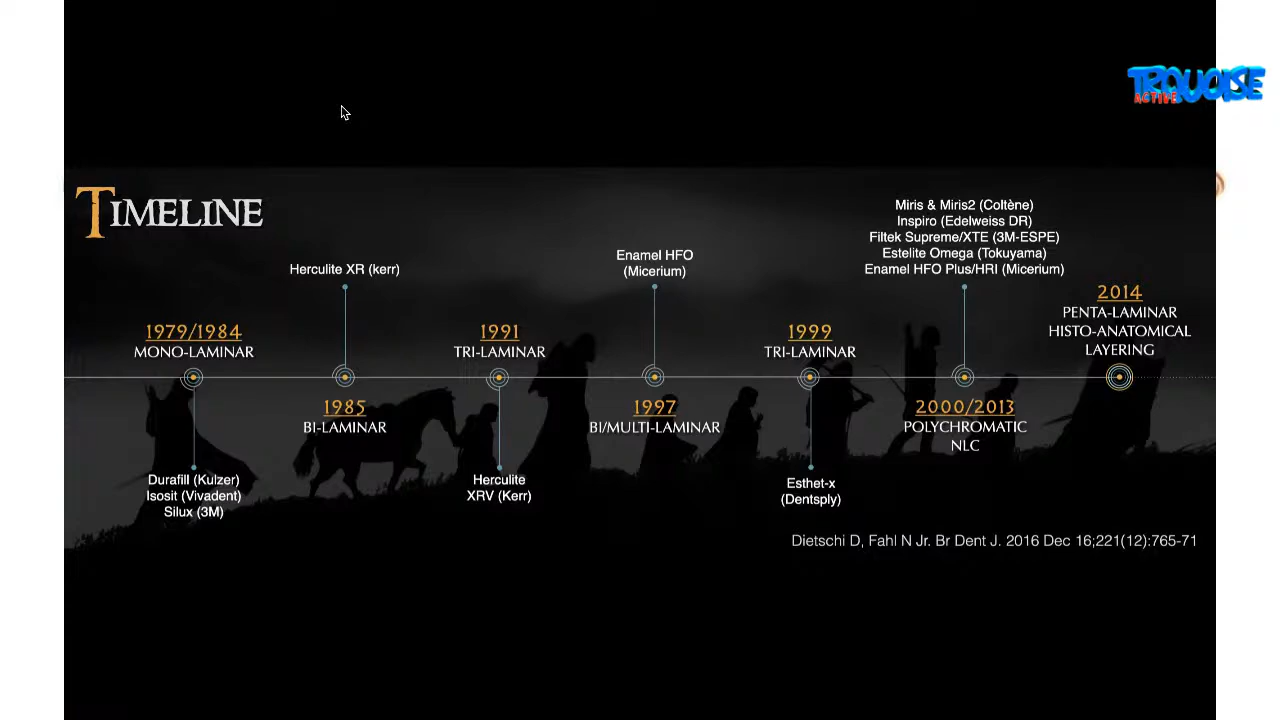 TRQUOISE
ACTIVE
TIMELINE
Herculite XR (kerr)
Enamel HFO
(Micerium)
Miris & Miris2 (Coltène)
Inspiro (Edelweiss DR)
Filtek Supreme/XTE (3M-ESPE)
Estelite Omega (Tokuyama)
Enamel HFO Plus/HRI (Micerium)
1979/1984
MONO-LAMINAR
1991
TRI-LAMINAR
1999
TRI-LAMINAR
2014
PENTA-LAMINAR
HISTO-ANATOMICAL
LAYERING
1985
BI-LAMINAR
1997
BI/MULTI-LAMINAR
2000/2013
POLYCHROMATIC
NLC
Durafill (Kulzer)
Isosit (Vivadent)
Silux (3M)
Herculite
XRV (Kerr)
Esthet-x
(Dentsply)
Dietschi D, Fahl N Jr. Br Dent J. 2016 Dec 16;221(12):765-71